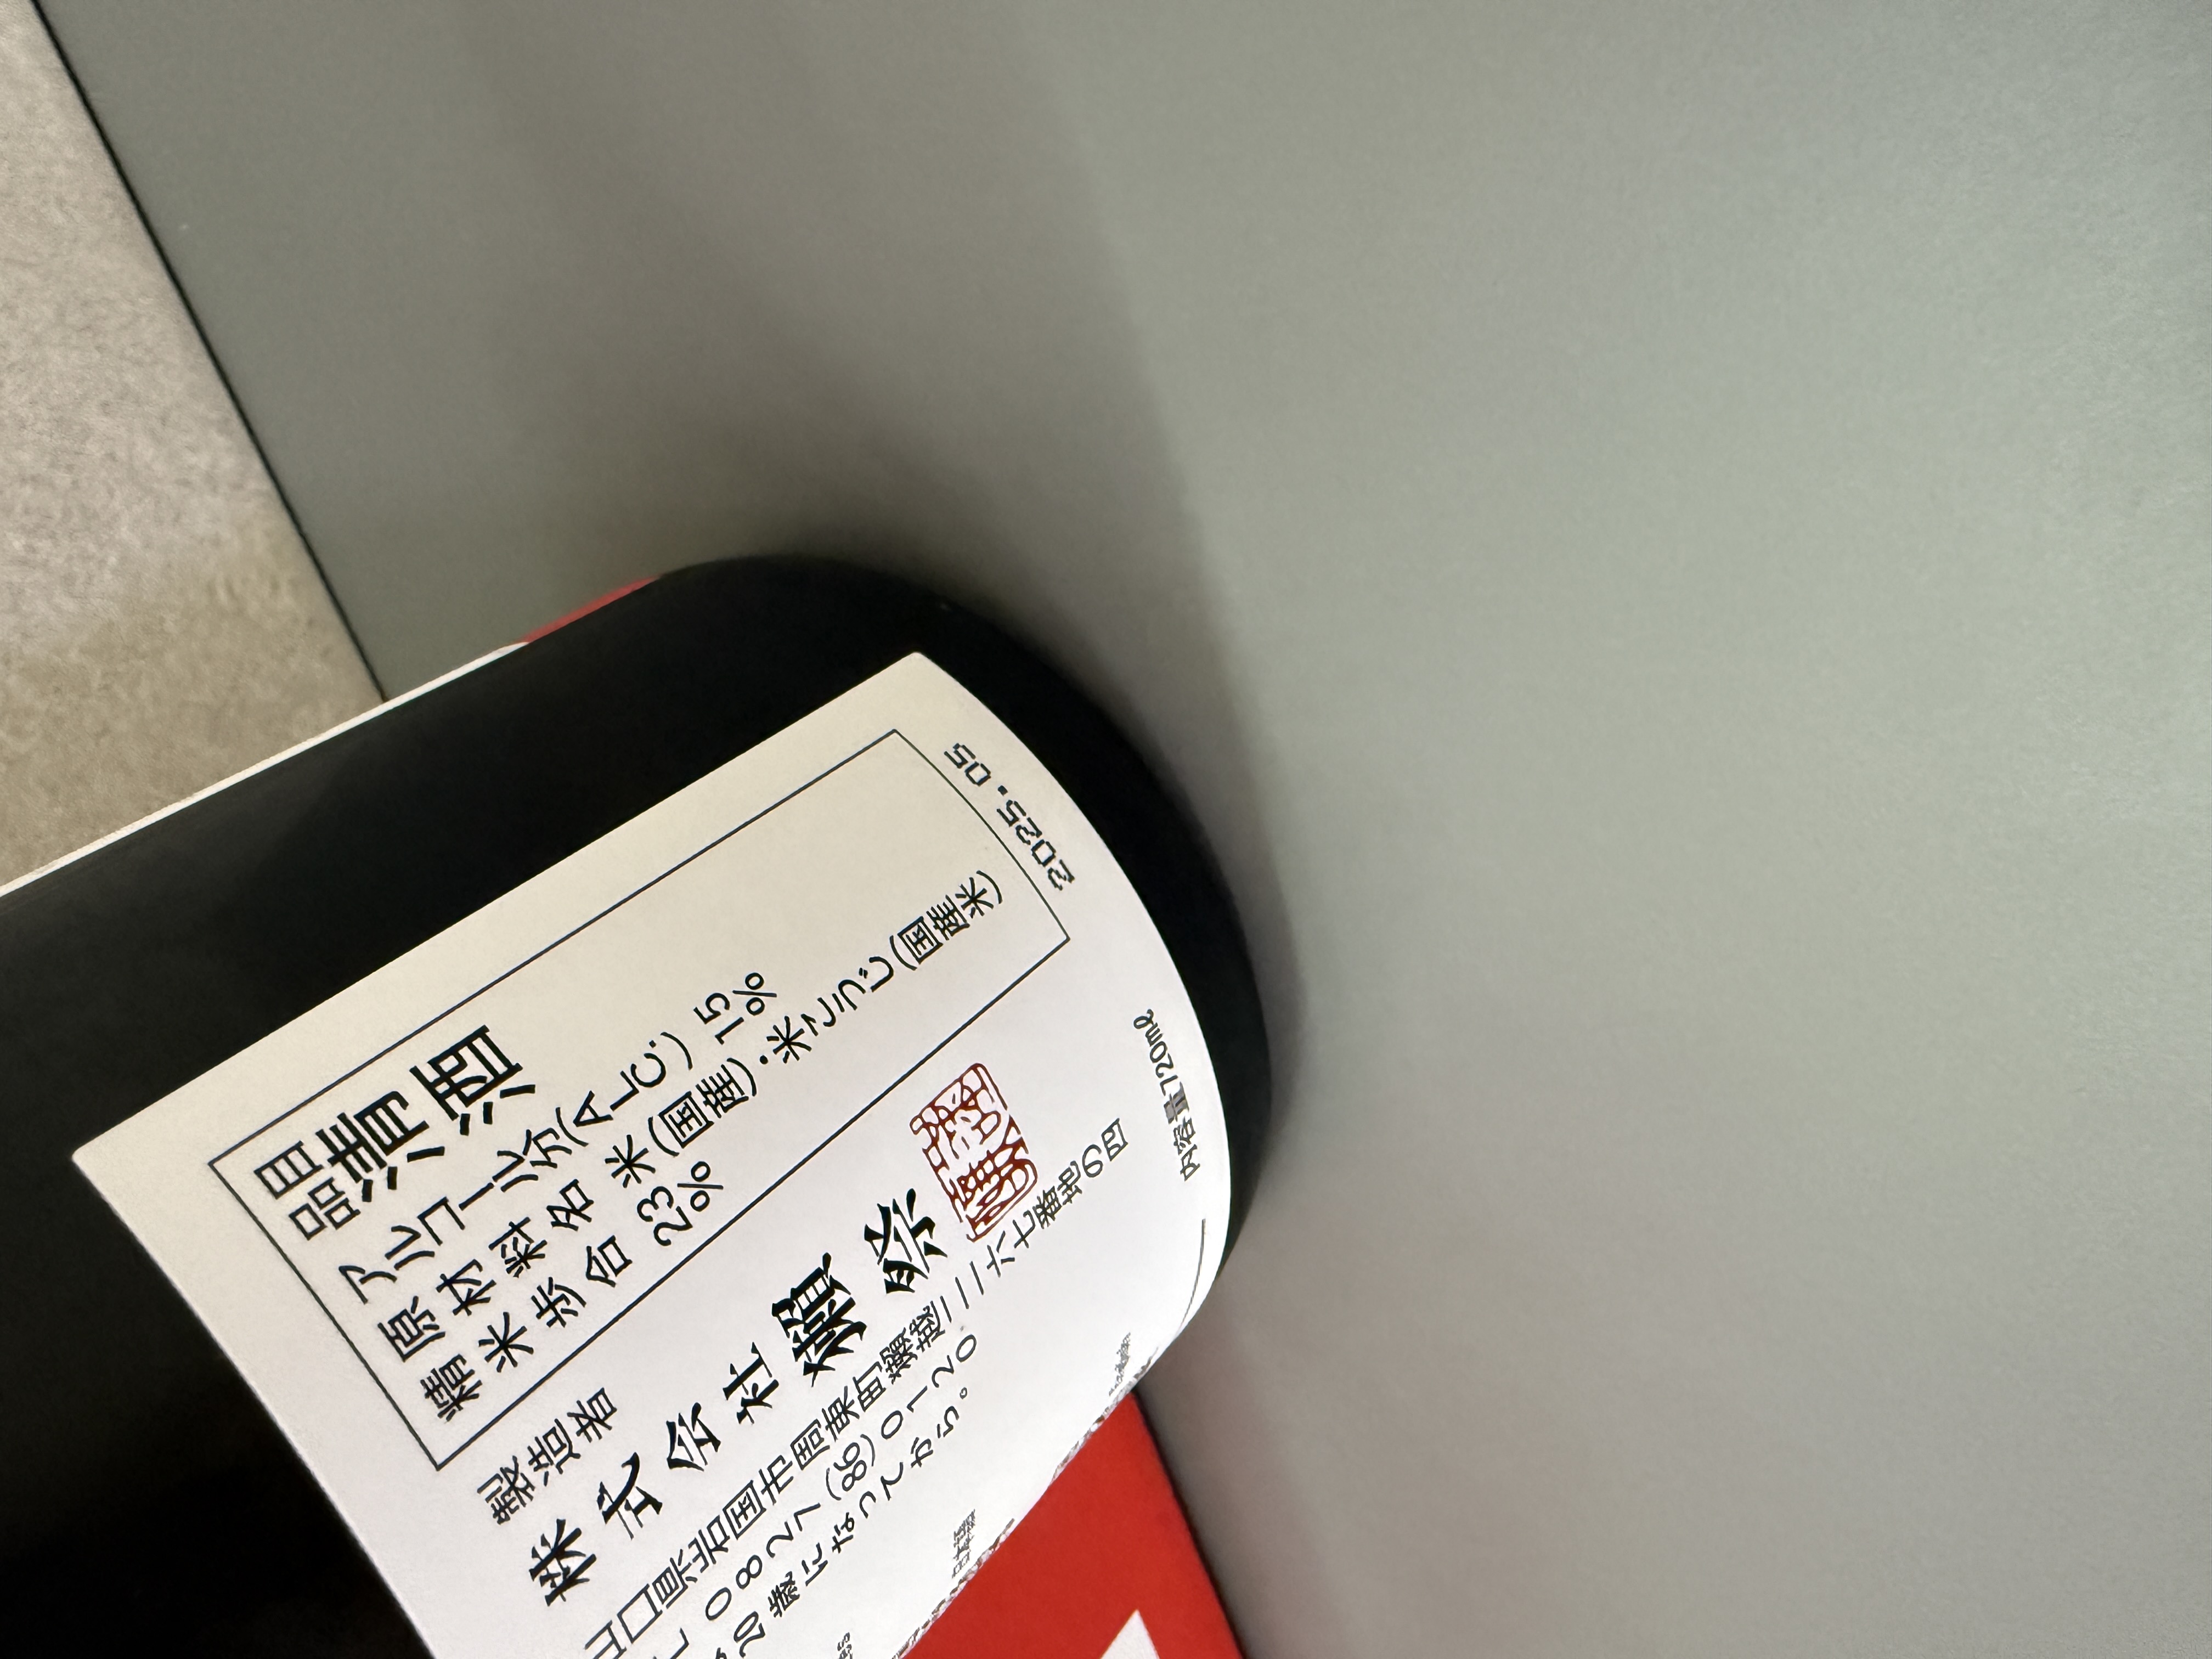 品目 清酒
アルコール分(ALC.) 15%
原材料名 米(国産)・米こうじ(国産米)
精米歩合 23%
2025.05
製造者
株式会社 獺祭
山口県岩国市周東町獺越二一六七番地の四
0827(86)0120
20歳になってから。
内容量720mℓ